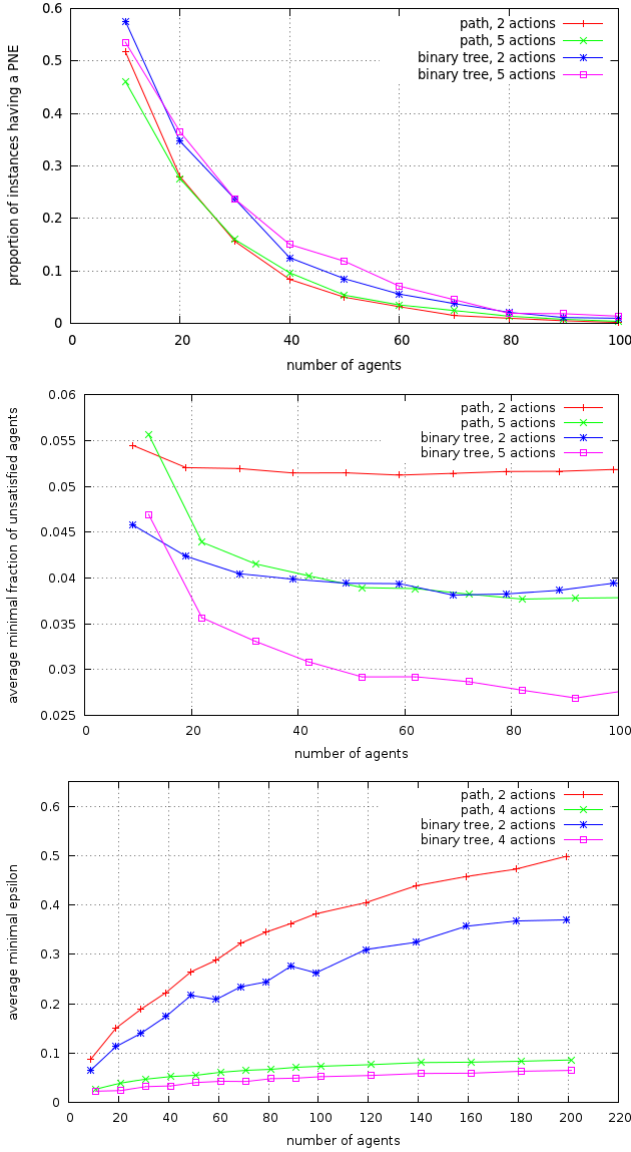 proportion of instances having a PNE
0.6
0.5
0.4
0.3
0.2
0.1
0
path, 2 actions
path, 5 actions
binary tree, 2 actions
binary tree, 5 actions
0 20 40 60 80 100
number of agents
average minimal fraction of unsatisfied agents
0.06
0.055
0.05
0.045
0.04
0.035
0.03
0.025
path, 2 actions
path, 5 actions
binary tree, 2 actions
binary tree, 5 actions
0 20 40 60 80 100
number of agents
average minimal epsilon
0.6
0.5
0.4
0.3
0.2
0.1
0
path, 2 actions
path, 4 actions
binary tree, 2 actions
binary tree, 4 actions
0 20 40 60 80 100 120 140 160 180 200 220
number of agents